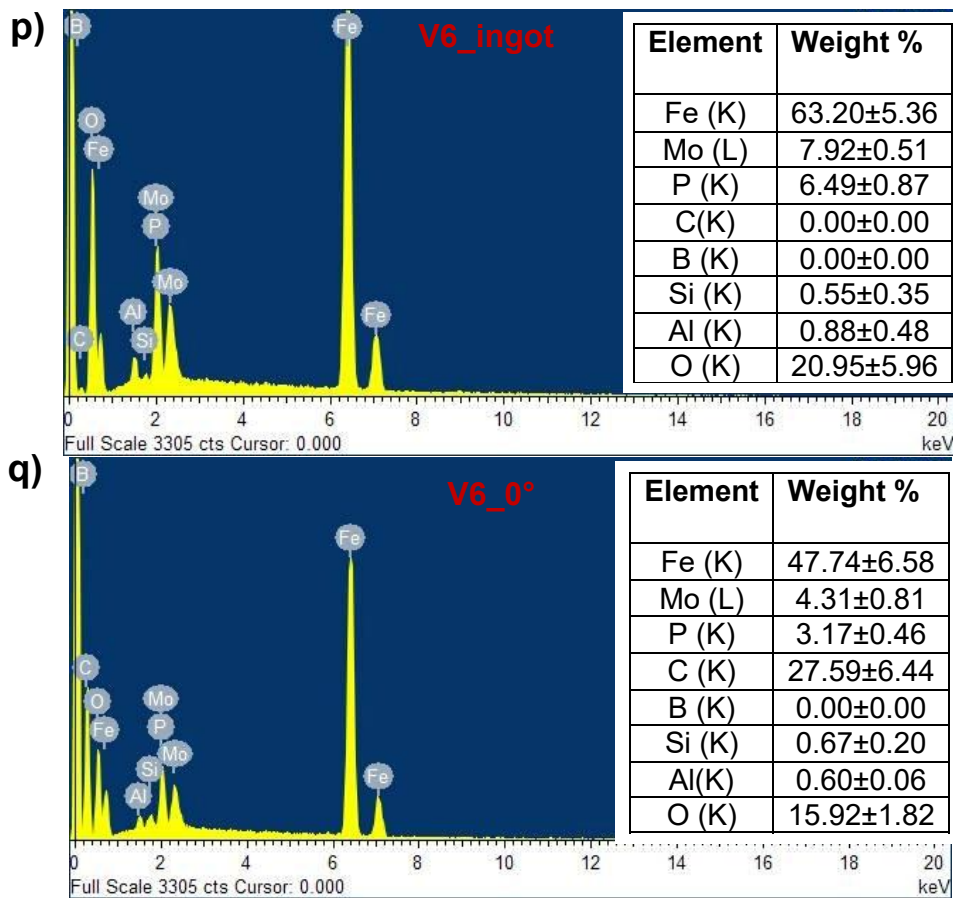 p)
V6_ingot
B
Fe
O
Fe
Mo
P
Mo
Al
Si
C
Fe
0 2 4 6 8 10 12 14 16 18 20
Full Scale 3305 cts Cursor: 0.000 keV
Element Weight %
Fe (K) 63.20±5.36
Mo (L) 7.92±0.51
P (K) 6.49±0.87
C(K) 0.00±0.00
B (K) 0.00±0.00
Si (K) 0.55±0.35
Al (K) 0.88±0.48
O (K) 20.95±5.96
q)
V6_0°
B
Fe
C
O
Fe
Mo
P
Mo
Si
Al
Fe
0 2 4 6 8 10 12 14 16 18 20
Full Scale 3305 cts Cursor: 0.000 keV
Element Weight %
Fe (K) 47.74±6.58
Mo (L) 4.31±0.81
P (K) 3.17±0.46
C (K) 27.59±6.44
B (K) 0.00±0.00
Si (K) 0.67±0.20
Al(K) 0.60±0.06
O (K) 15.92±1.82